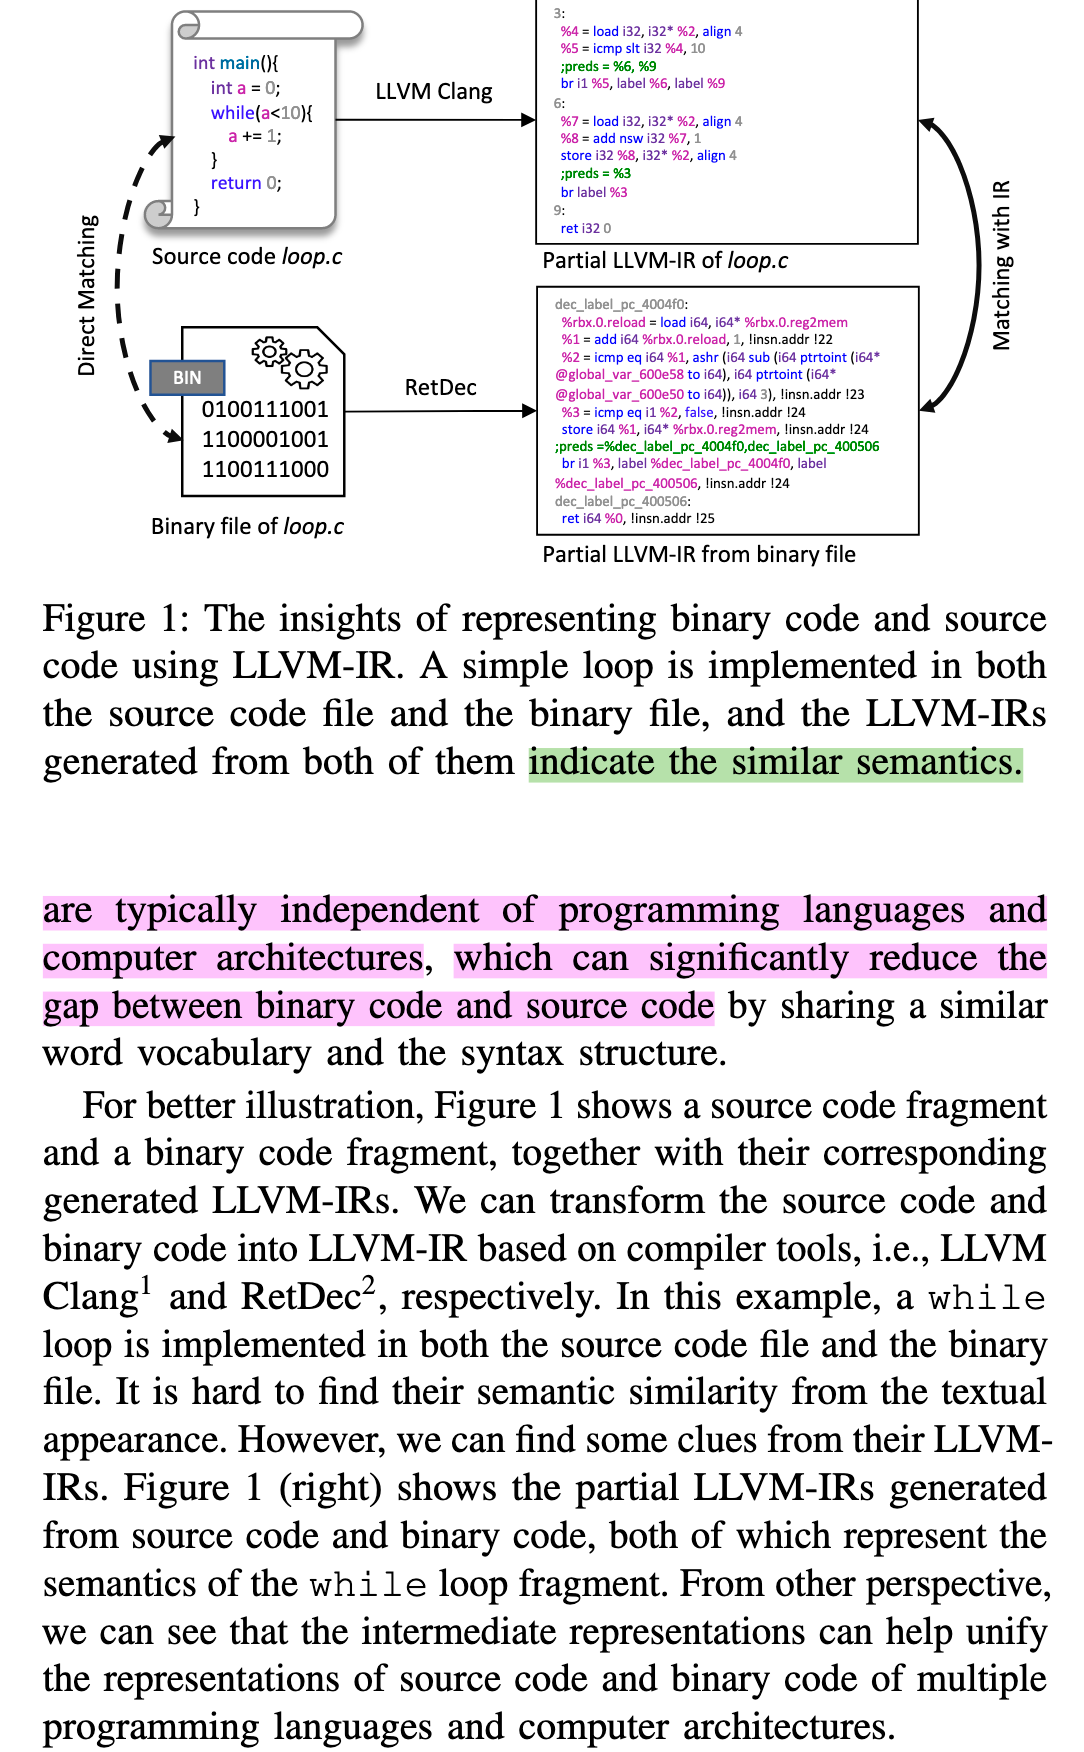 int main(){
int a = 0;
while(a<10){
a += 1;
}
return 0;
}
Source code loop.c
LLVM Clang
3:
%4 = load i32, i32* %2, align 4
%5 = icmp slt i32 %4, 10
;preds = %6, %9
br i1 %5, label %6, label %9
6:
%7 = load i32, i32* %2, align 4
%8 = add nsw i32 %7, 1
store i32 %8, i32* %2, align 4
;preds = %3
br label %3
9:
ret i32 0
Partial LLVM-IR of loop.c
Direct Matching
Matching with IR
BIN
0100111001
1100001001
1100111000
Binary file of loop.c
RetDec
dec_label_pc_4004f0:
%rbx.0.reload = load i64, i64* %rbx.0.reg2mem
%1 = add i64 %rbx.0.reload, 1, !insn.addr !22
%2 = icmp eq i64 %1, ashr (i64 sub (i64 ptrtoint (i64*
@global_var_600e58 to i64), i64 ptrtoint (i64*
@global_var_600e50 to i64)), i64 3), !insn.addr !23
%3 = icmp eq i1 %2, false, !insn.addr !24
store i64 %1, i64* %rbx.0.reg2mem, !insn.addr !24
;preds =%dec_label_pc_4004f0,dec_label_pc_400506
br i1 %3, label %dec_label_pc_4004f0, label
%dec_label_pc_400506, !insn.addr !24
dec_label_pc_400506:
ret i64 %0, !insn.addr !25
Partial LLVM-IR from binary file
Figure 1: The insights of representing binary code and source
code using LLVM-IR. A simple loop is implemented in both
the source code file and the binary file, and the LLVM-IRs
generated from both of them indicate the similar semantics.
are typically independent of programming languages and
computer architectures, which can significantly reduce the
gap between binary code and source code by sharing a similar
word vocabulary and the syntax structure.
For better illustration, Figure 1 shows a source code fragment
and a binary code fragment, together with their corresponding
generated LLVM-IRs. We can transform the source code and
binary code into LLVM-IR based on compiler tools, i.e., LLVM
Clang1 and RetDec2, respectively. In this example, a while
loop is implemented in both the source code file and the binary
file. It is hard to find their semantic similarity from the textual
appearance. However, we can find some clues from their LLVM-
IRs. Figure 1 (right) shows the partial LLVM-IRs generated
from source code and binary code, both of which represent the
semantics of the while loop fragment. From other perspective,
we can see that the intermediate representations can help unify
the representations of source code and binary code of multiple
programming languages and computer architectures.